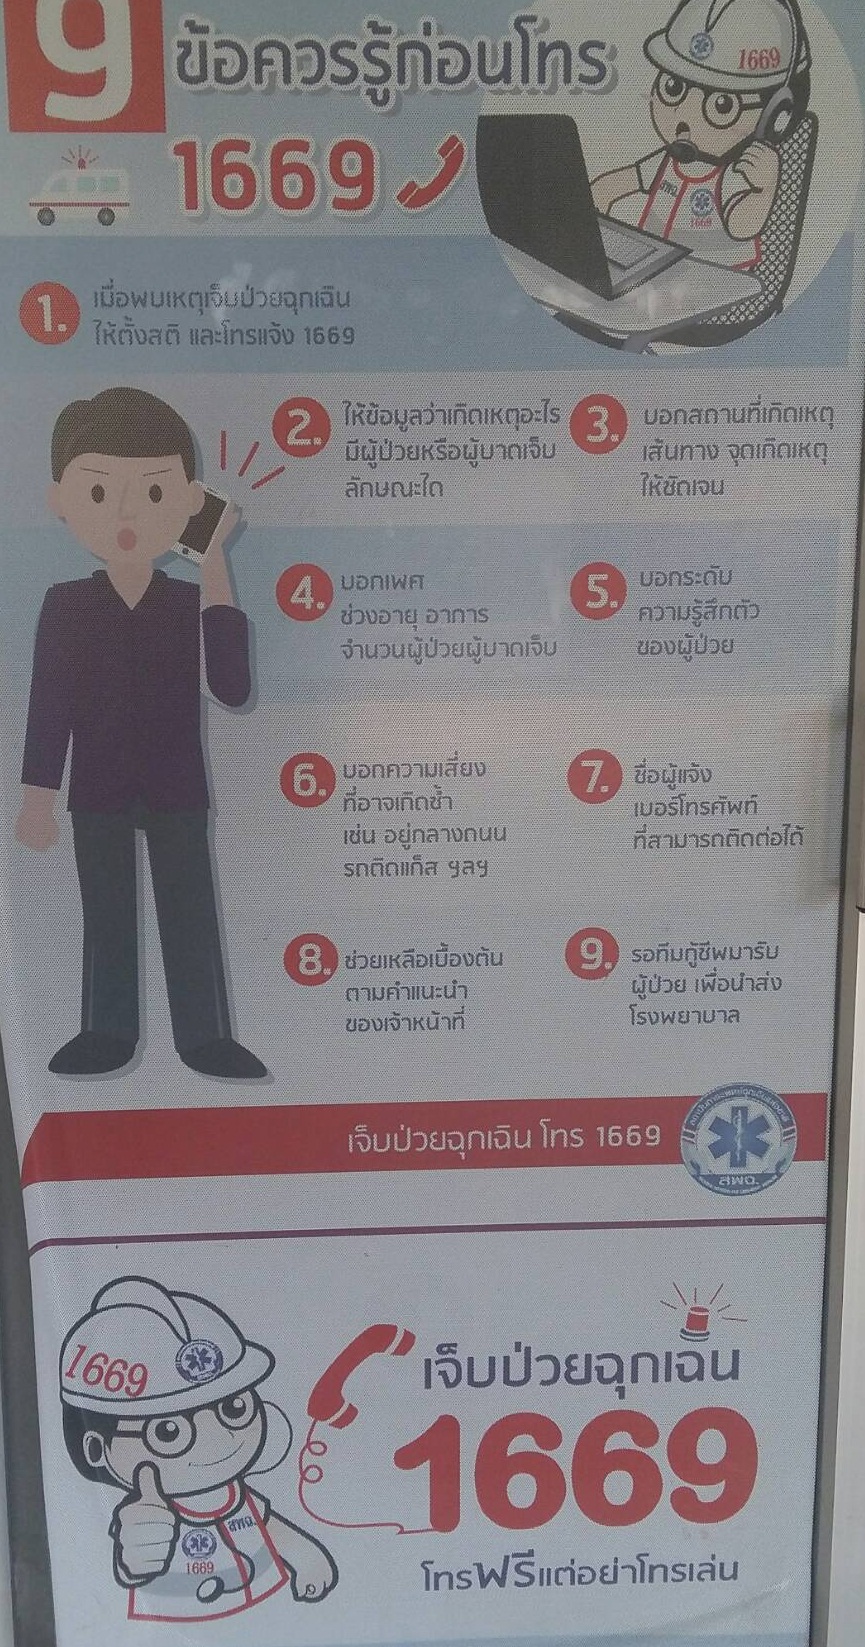 9 ข้อควรรู้ก่อนโทร
1669
1669
สพฉ.
1669
1. เมื่อพบเหตุเจ็บป่วยฉุกเฉิน
ให้ตั้งสติ และโทรแจ้ง 1669
2. ให้ข้อมูลว่าเกิดเหตุอะไร
มีผู้ป่วยหรือผู้บาดเจ็บ
ลักษณะใด
3. บอกสถานที่เกิดเหตุ
เส้นทาง จุดเกิดเหตุ
ให้ชัดเจน
4. บอกเพศ
ช่วงอายุ อาการ
จำนวนผู้ป่วยผู้บาดเจ็บ
5. บอกระดับ
ความรู้สึกตัว
ของผู้ป่วย
6. บอกความเสี่ยง
ที่อาจเกิดซ้ำ
เช่น อยู่กลางถนน
รถติดแก็ส ฯลฯ
7. ชื่อผู้แจ้ง
เบอร์โทรศัพท์
ที่สามารถติดต่อได้
8. ช่วยเหลือเบื้องต้น
ตามคำแนะนำ
ของเจ้าหน้าที่
9. รอทีมกู้ชีพมารับ
ผู้ป่วย เพื่อนำส่ง
โรงพยาบาล
เจ็บป่วยฉุกเฉิน โทร 1669
สพฉ.
1669
สพฉ.
1669
เจ็บป่วยฉุกเฉิน
1669
โทรฟรีแต่อย่าโทรเล่น